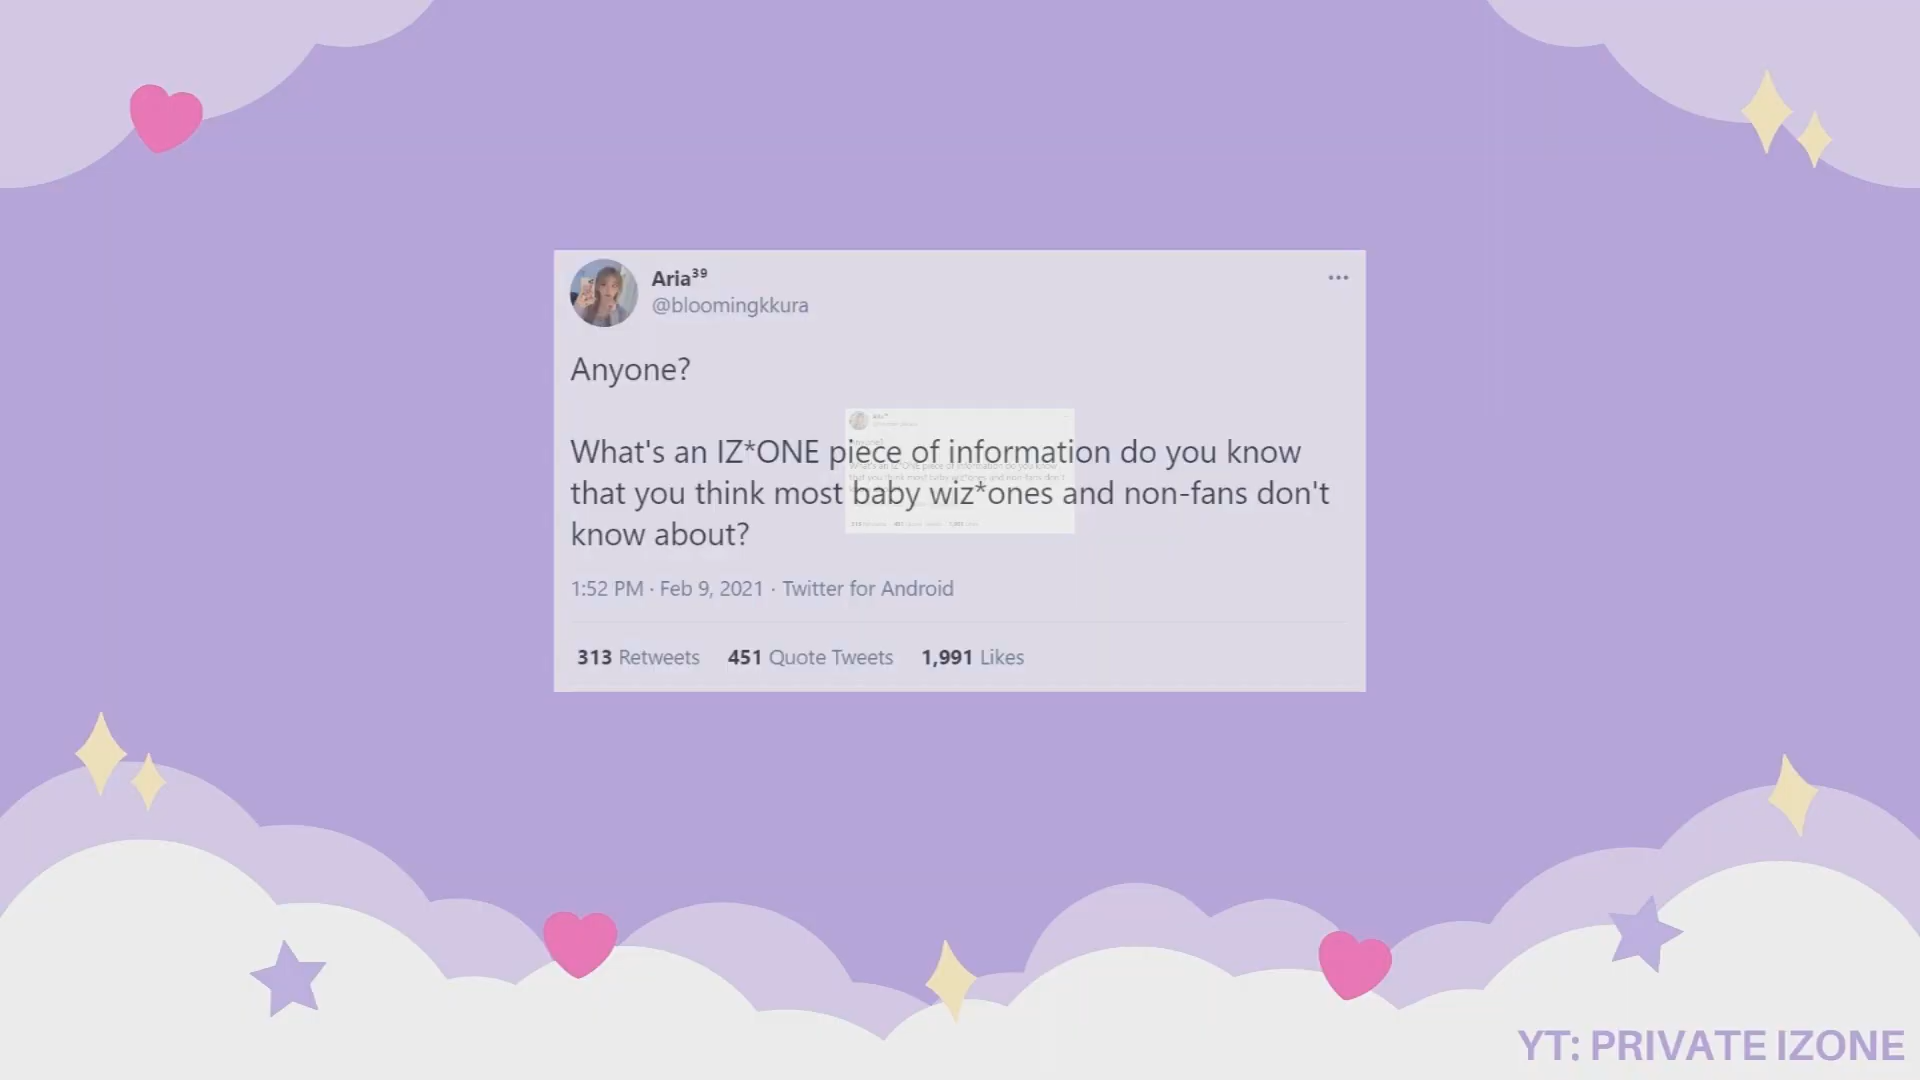 Aria³⁹
@bloomingkkura
Anyone?
What's an IZ*ONE piece of information do you know
that you think most baby wiz*ones and non-fans don't
know about?
1:52 PM · Feb 9, 2021 · Twitter for Android
313 Retweets 451 Quote Tweets 1,991 Likes
YT: PRIVATE IZONE